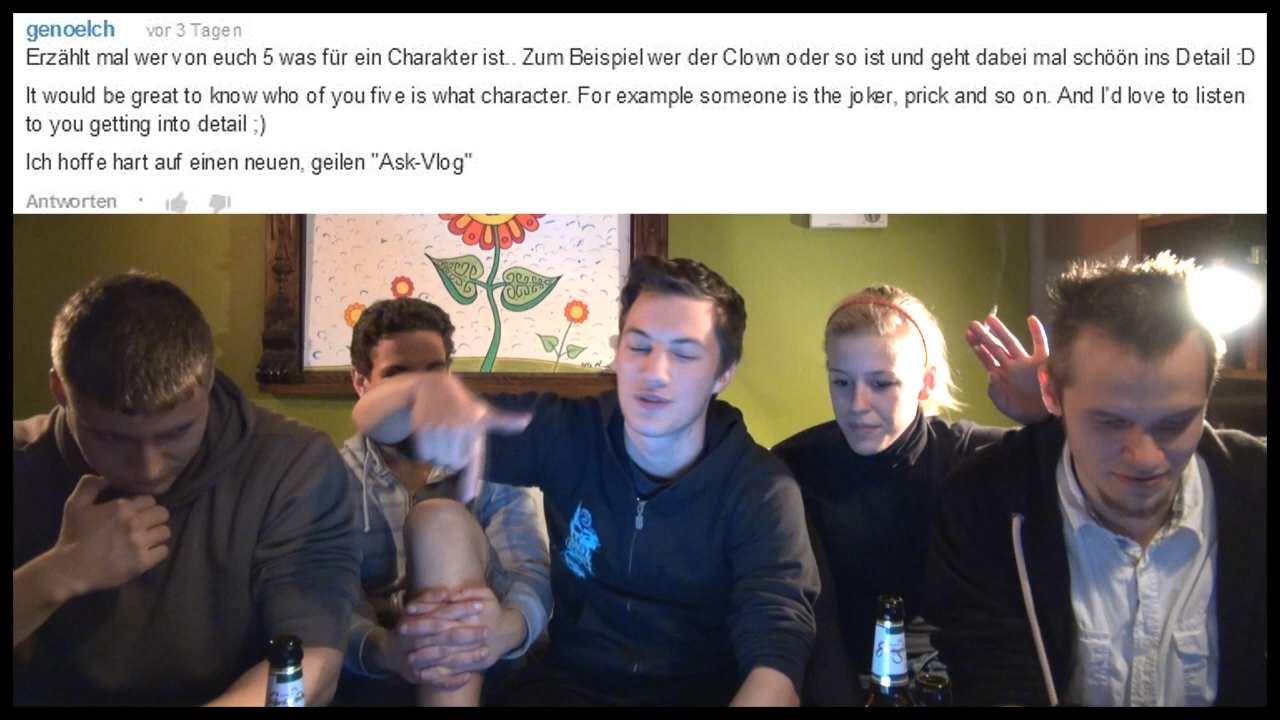 genoelch vor 3 Tagen
Erzählt mal wer von euch 5 was für ein Charakter ist.. Zum Beispiel wer der Clown oder so ist und geht dabei mal schöön ins Detail :D
It would be great to know who of you five is what character. For example someone is the joker, prick and so on. And I'd love to listen
to you getting into detail ;)
Ich hoffe hart auf einen neuen, geilen "Ask-Vlog"
Antworten ·